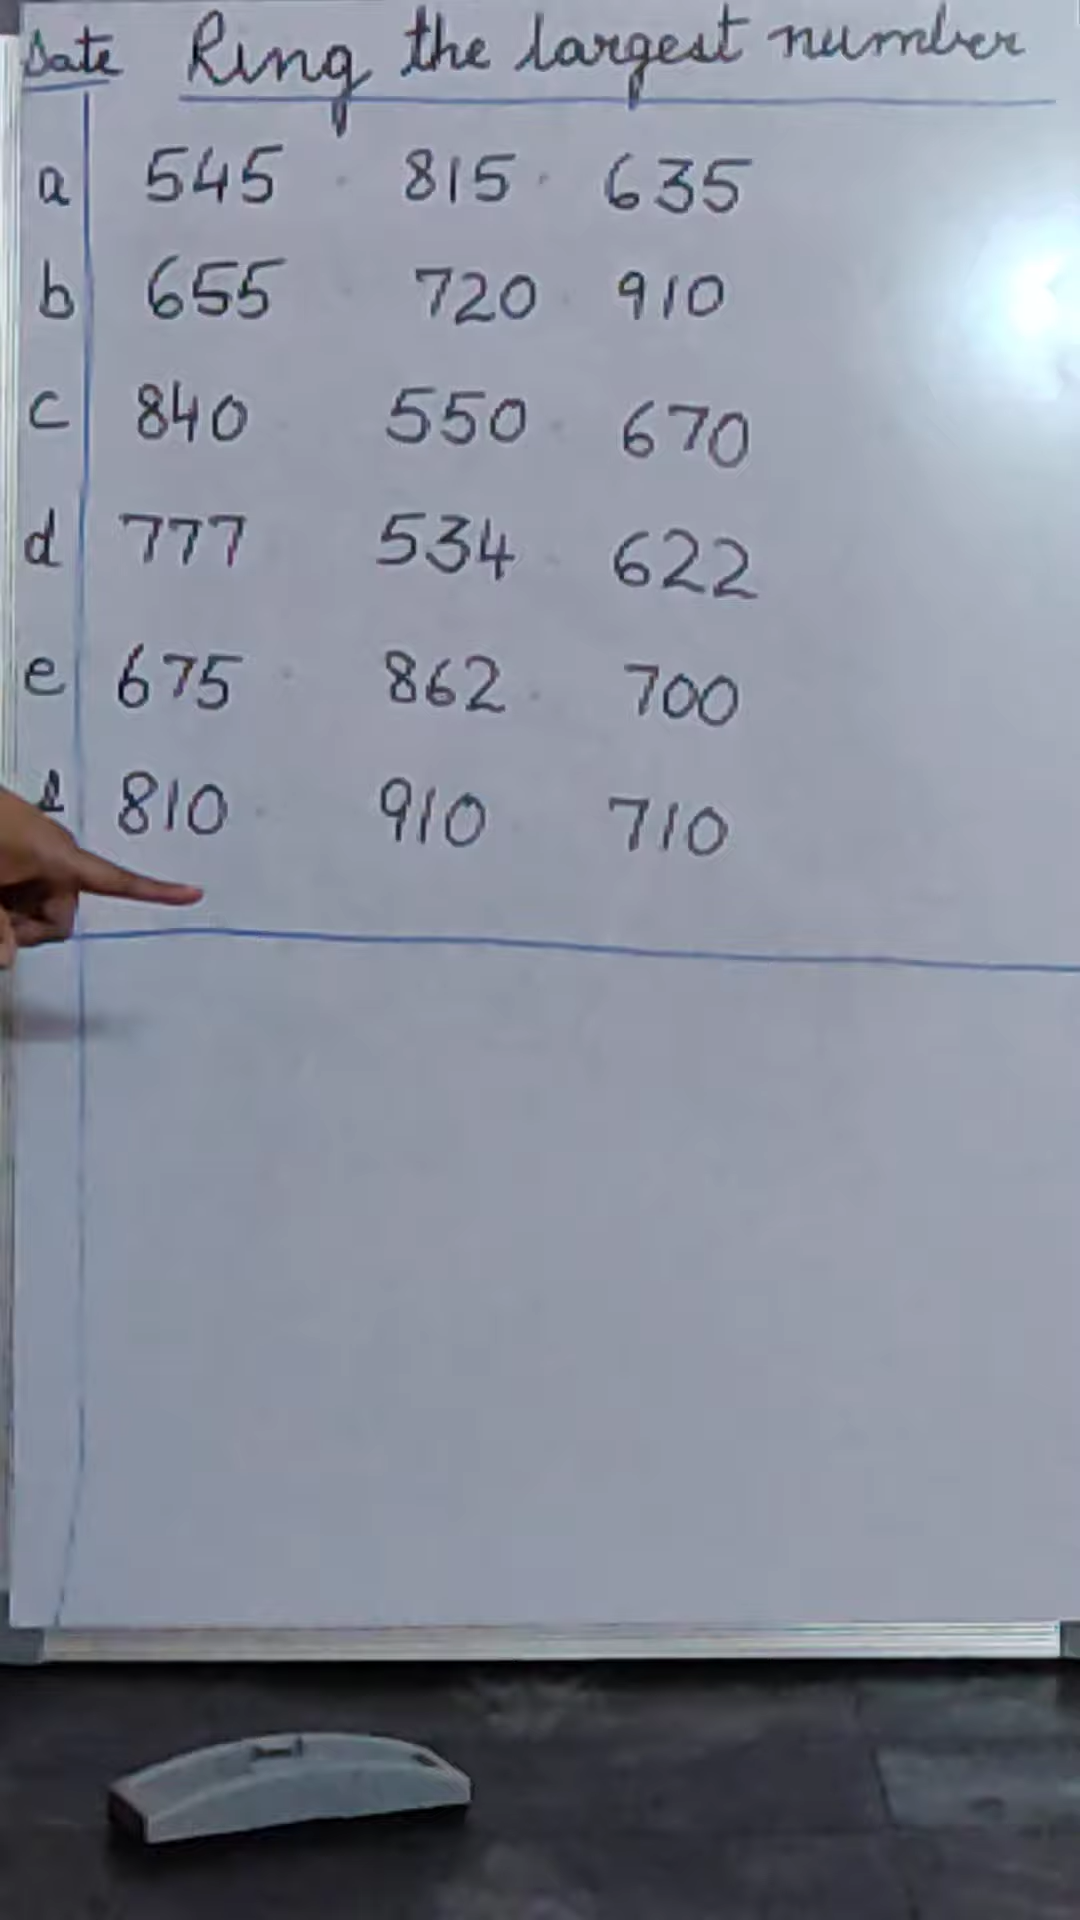 Date Ring the largest number
a 545 815 635
b 655 720 910
c 840 550 670
d 777 534 622
e 675 862 700
810 910 710